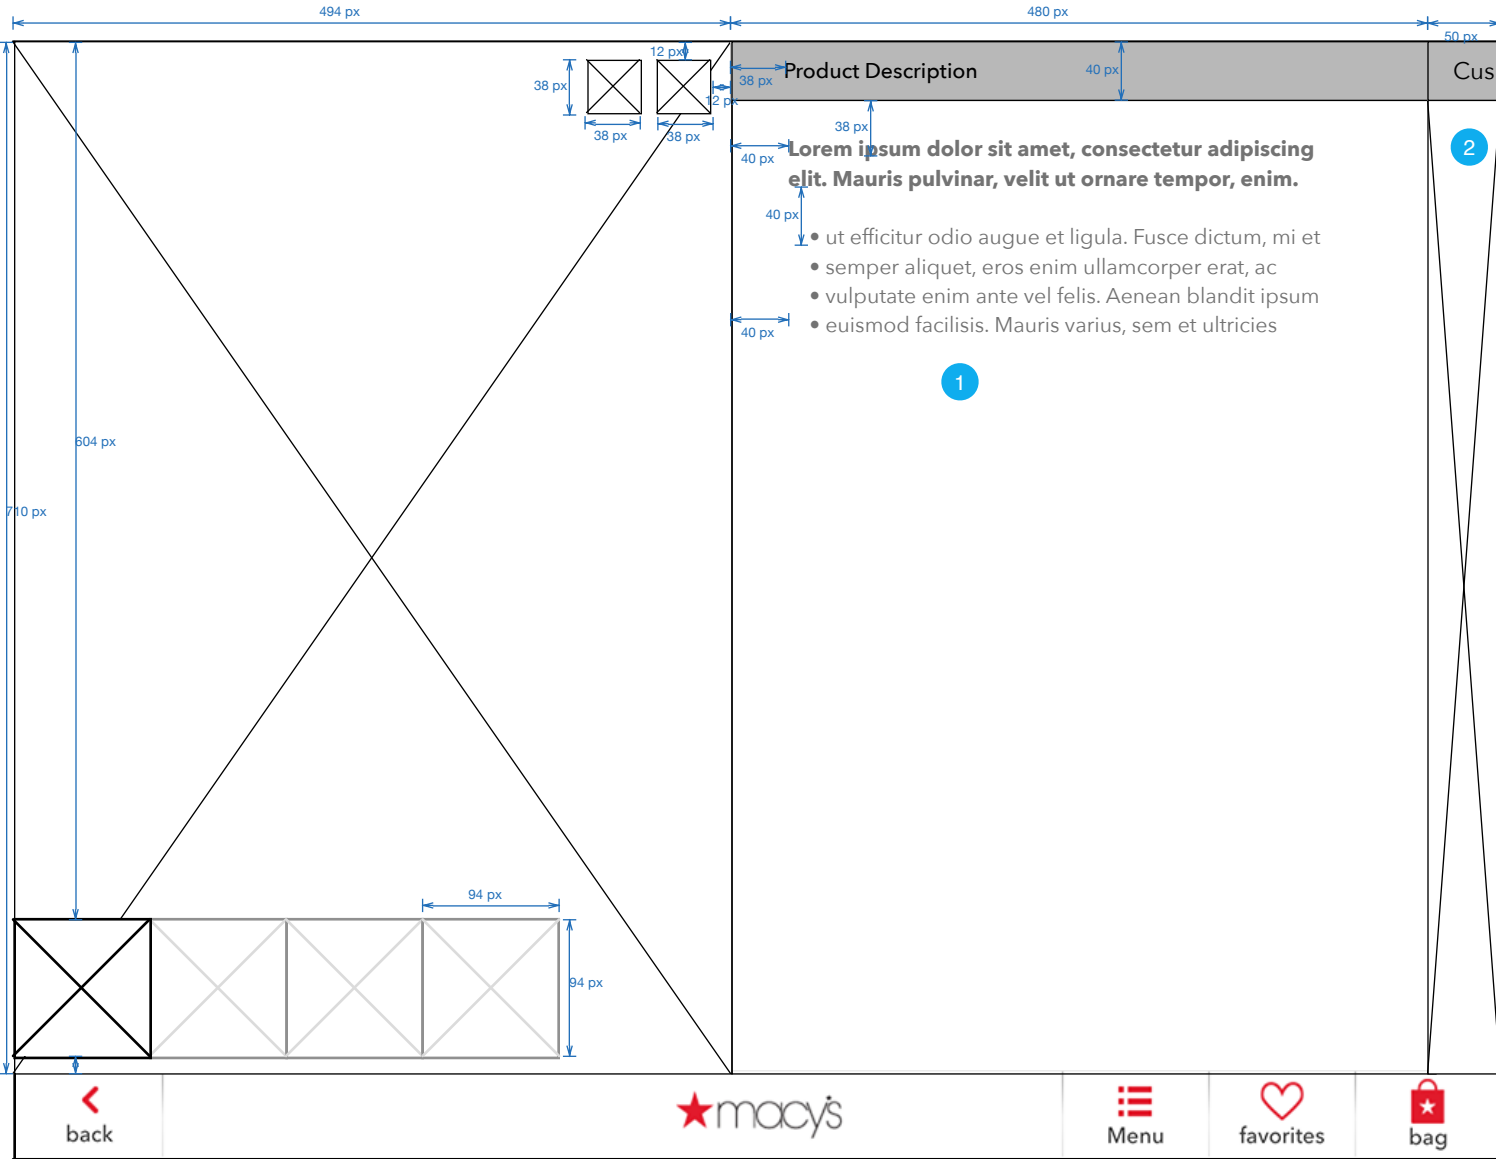 494 px
480 px
50 px
12 px
38 px
38 px
38 px
12 px
38 px
Product Description
40 px
Cus
38 px
40 px
Lorem ipsum dolor sit amet, consectetur adipiscing
elit. Mauris pulvinar, velit ut ornare tempor, enim.
2
40 px
• ut efficitur odio augue et ligula. Fusce dictum, mi et
• semper aliquet, eros enim ullamcorper erat, ac
• vulputate enim ante vel felis. Aenean blandit ipsum
• euismod facilisis. Mauris varius, sem et ultricies
40 px
1
604 px
710 px
94 px
94 px
back
macy's
Menu
favorites
bag